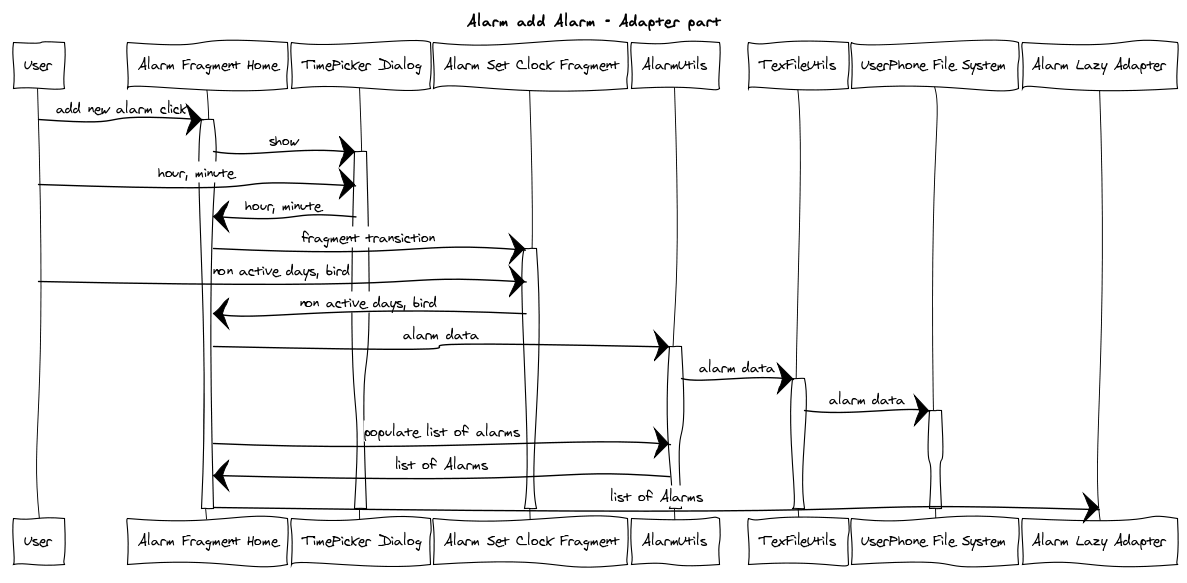 Alarm add Alarm - Adapter part
User
Alarm Fragment Home
TimePicker Dialog
Alarm Set Clock Fragment
AlarmUtils
TexFileUtils
UserPhone File System
Alarm Lazy Adapter
add new alarm click
show
hour, minute
hour, minute
fragment transiction
non active days, bird
non active days, bird
alarm data
alarm data
alarm data
populate list of alarms
list of Alarms
list of Alarms
User
Alarm Fragment Home
TimePicker Dialog
Alarm Set Clock Fragment
AlarmUtils
TexFileUtils
UserPhone File System
Alarm Lazy Adapter